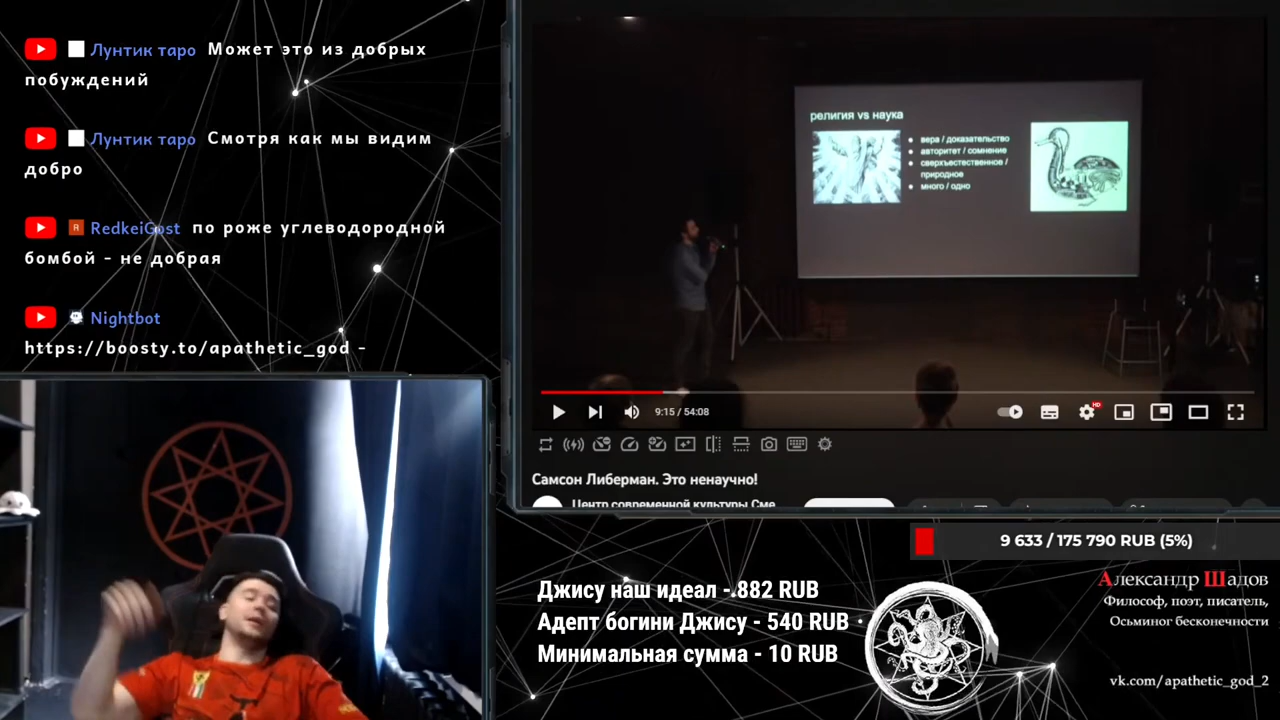 Лунтик таро Может это из добрых
побуждений
Лунтик таро Смотря как мы видим
добро
RedkeiGost по роже углеводородной
бомбой - не добрая
Nightbot
https://boosty.to/apathetic_god -
религия vs наука
вера / доказательство
авторитет / сомнение
сверхъестественное /
природное
много / одно
9:15 / 54:08
HD
Самсон Либерман. Это ненаучно!
Центр современной культуры Сме
9 633 / 175 790 RUB (5%)
Джису наш идеал - 882 RUB
Адепт богини Джису - 540 RUB
Минимальная сумма - 10 RUB
Александр Шадов
Философ, поэт, писатель,
Осьминог бесконечности
vk.com/apathetic_god_2